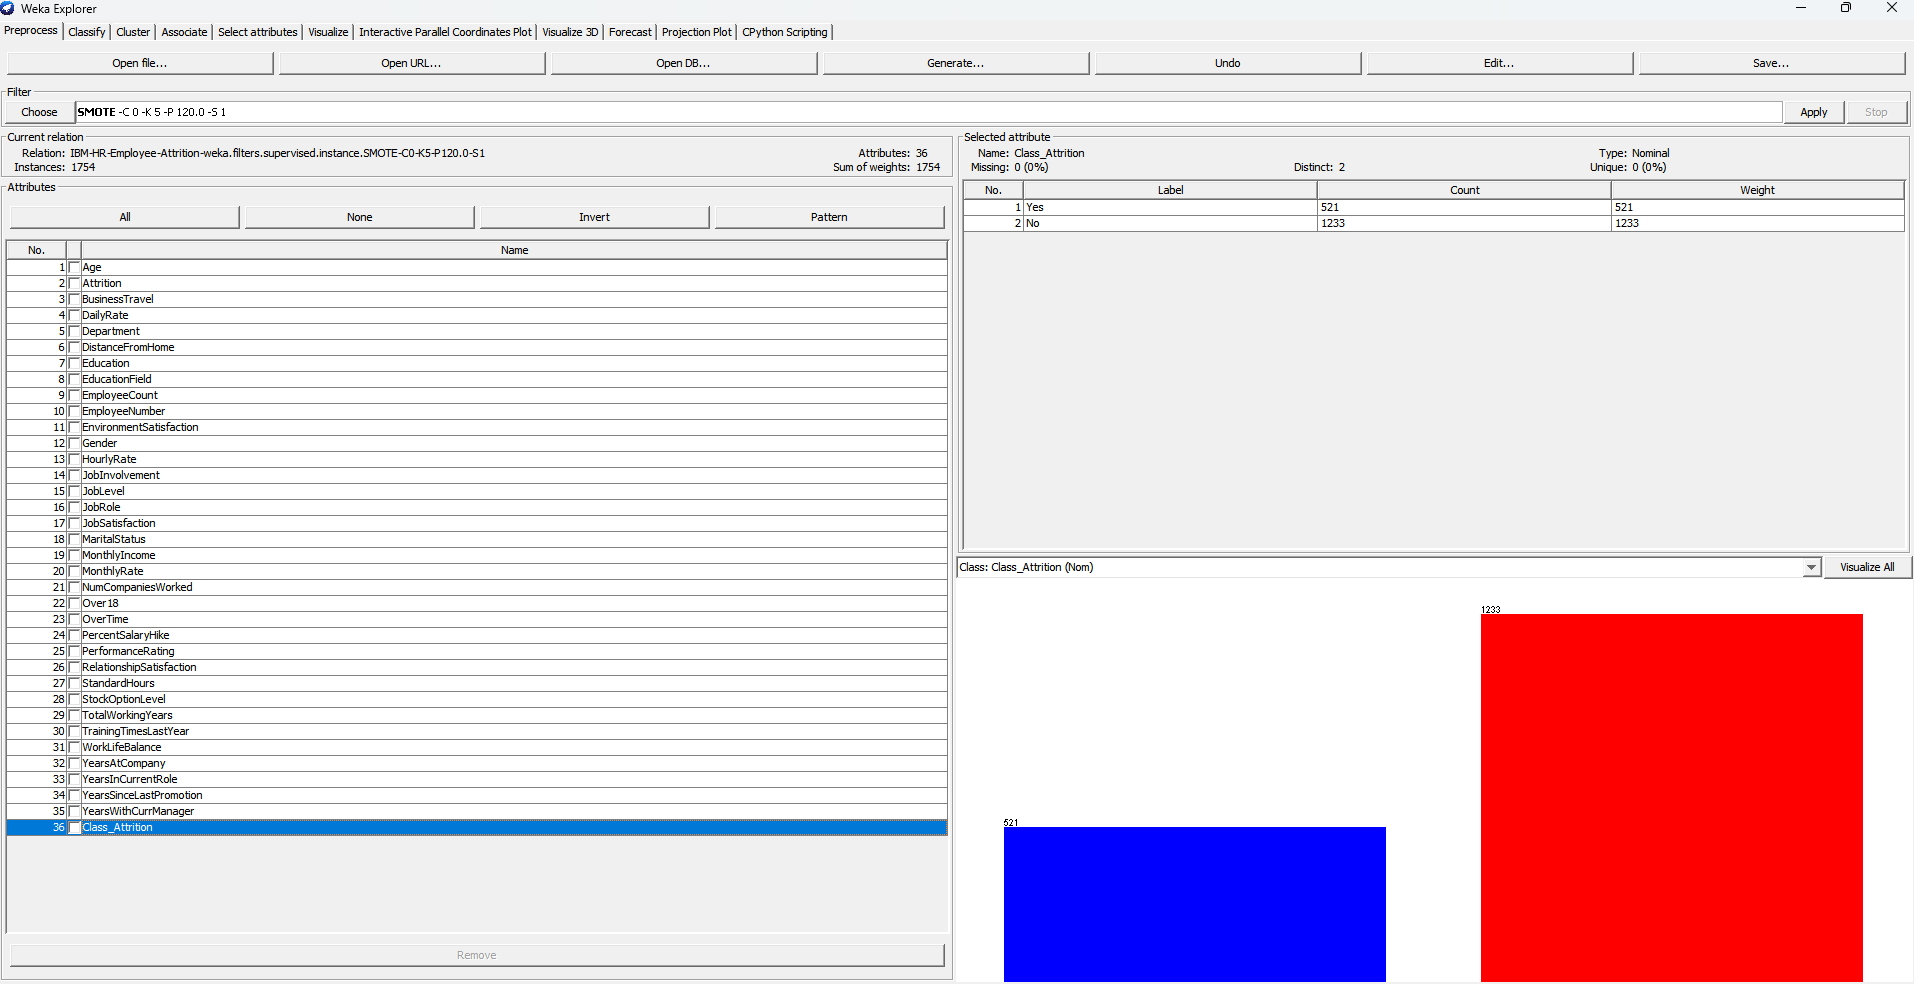 Weka Explorer
Preprocess Classify Cluster Associate Select attributes Visualize Interactive Parallel Coordinates Plot Visualize 3D Forecast Projection Plot CPython Scripting
Open file... Open URL... Open DB... Generate... Undo Edit... Save...
Filter
Choose SMOTE -C 0 -K 5 -P 120.0 -S 1 Apply Stop
Current relation
Relation: IBM-HR-Employee-Attrition-weka.filters.supervised.instance.SMOTE-C0-K5-P120.0-S1 Attributes: 36
Instances: 1754 Sum of weights: 1754
Attributes
All None Invert Pattern
No. Name
1 Age
2 Attrition
3 BusinessTravel
4 DailyRate
5 Department
6 DistanceFromHome
7 Education
8 EducationField
9 EmployeeCount
10 EmployeeNumber
11 EnvironmentSatisfaction
12 Gender
13 HourlyRate
14 JobInvolvement
15 JobLevel
16 JobRole
17 JobSatisfaction
18 MaritalStatus
19 MonthlyIncome
20 MonthlyRate
21 NumCompaniesWorked
22 Over18
23 OverTime
24 PercentSalaryHike
25 PerformanceRating
26 RelationshipSatisfaction
27 StandardHours
28 StockOptionLevel
29 TotalWorkingYears
30 TrainingTimesLastYear
31 WorkLifeBalance
32 YearsAtCompany
33 YearsInCurrentRole
34 YearsSinceLastPromotion
35 YearsWithCurrManager
36 Class_Attrition
Remove
Selected attribute
Name: Class_Attrition Type: Nominal
Missing: 0 (0%) Distinct: 2 Unique: 0 (0%)
No. Label Count Weight
1 Yes 521 521
2 No 1233 1233
Class: Class_Attrition (Nom) Visualize All
1233
521